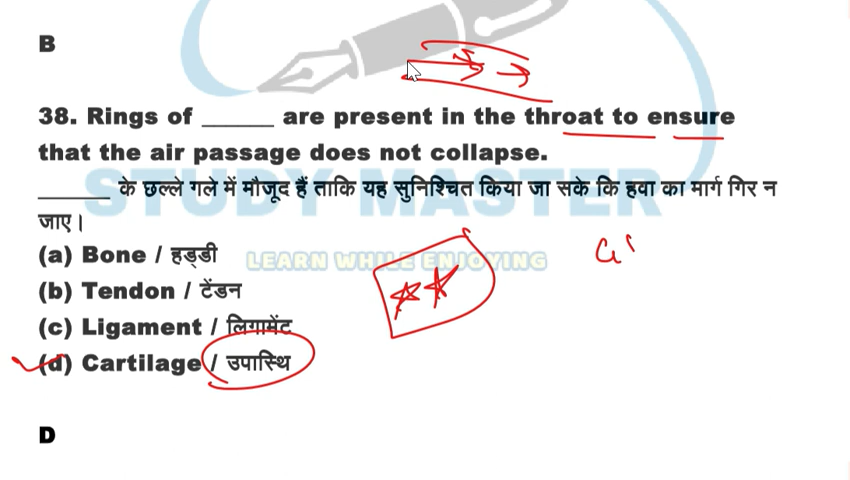 B
38. Rings of ______ are present in the throat to ensure
that the air passage does not collapse.
______ के छल्ले गले में मौजूद हैं ताकि यह सुनिश्चित किया जा सके कि हवा का मार्ग गिर न
जाए।
STUDY MASTER
LEARN WHILE ENJOYING
(a) Bone / हड्डी
(b) Tendon / टेंडन
(c) Ligament / लिगामेंट
(d) Cartilage / उपास्थि
D